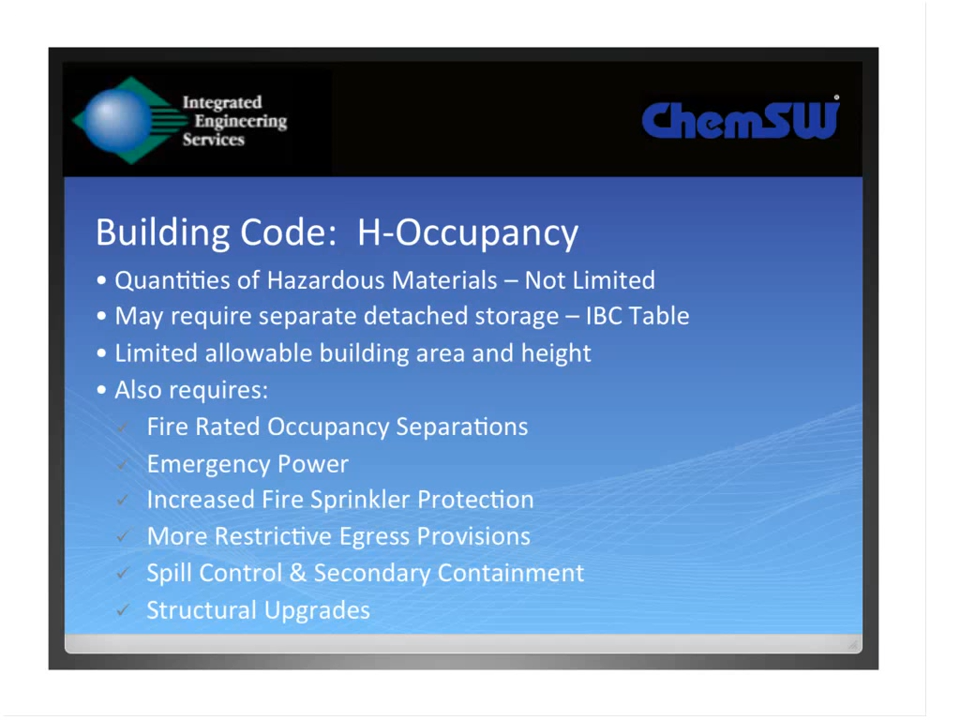 Integrated
Engineering
Services
ChemSW®
Building Code: H-Occupancy
• Quantities of Hazardous Materials – Not Limited
• May require separate detached storage – IBC Table
• Limited allowable building area and height
• Also requires:
✓ Fire Rated Occupancy Separations
✓ Emergency Power
✓ Increased Fire Sprinkler Protection
✓ More Restrictive Egress Provisions
✓ Spill Control & Secondary Containment
✓ Structural Upgrades